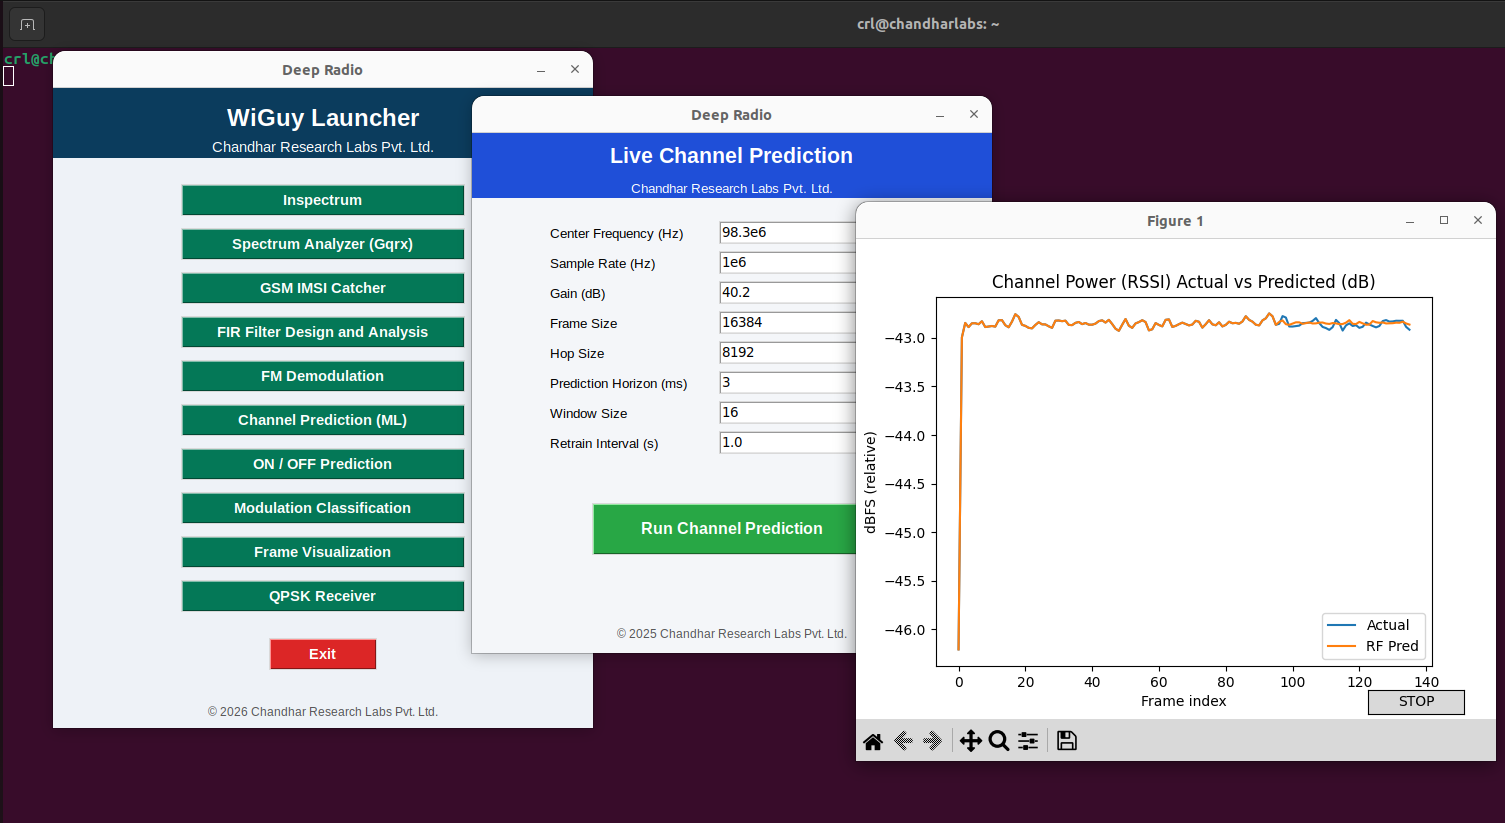 crl@chandharlabs: ~
crl@ch
Deep Radio
WiGuy Launcher
Chandhar Research Labs Pvt. Ltd.
Inspectrum
Spectrum Analyzer (Gqrx)
GSM IMSI Catcher
FIR Filter Design and Analysis
FM Demodulation
Channel Prediction (ML)
ON / OFF Prediction
Modulation Classification
Frame Visualization
QPSK Receiver
Exit
© 2026 Chandhar Research Labs Pvt. Ltd.
Deep Radio
Live Channel Prediction
Chandhar Research Labs Pvt. Ltd.
Center Frequency (Hz) 98.3e6
Sample Rate (Hz) 1e6
Gain (dB) 40.2
Frame Size 16384
Hop Size 8192
Prediction Horizon (ms) 3
Window Size 16
Retrain Interval (s) 1.0
Run Channel Prediction
© 2025 Chandhar Research Labs Pvt. Ltd.
Figure 1
Channel Power (RSSI) Actual vs Predicted (dB)
dBFS (relative)
−43.0
−43.5
−44.0
−44.5
−45.0
−45.5
−46.0
Actual
RF Pred
0 20 40 60 80 100 120 140
Frame index
STOP